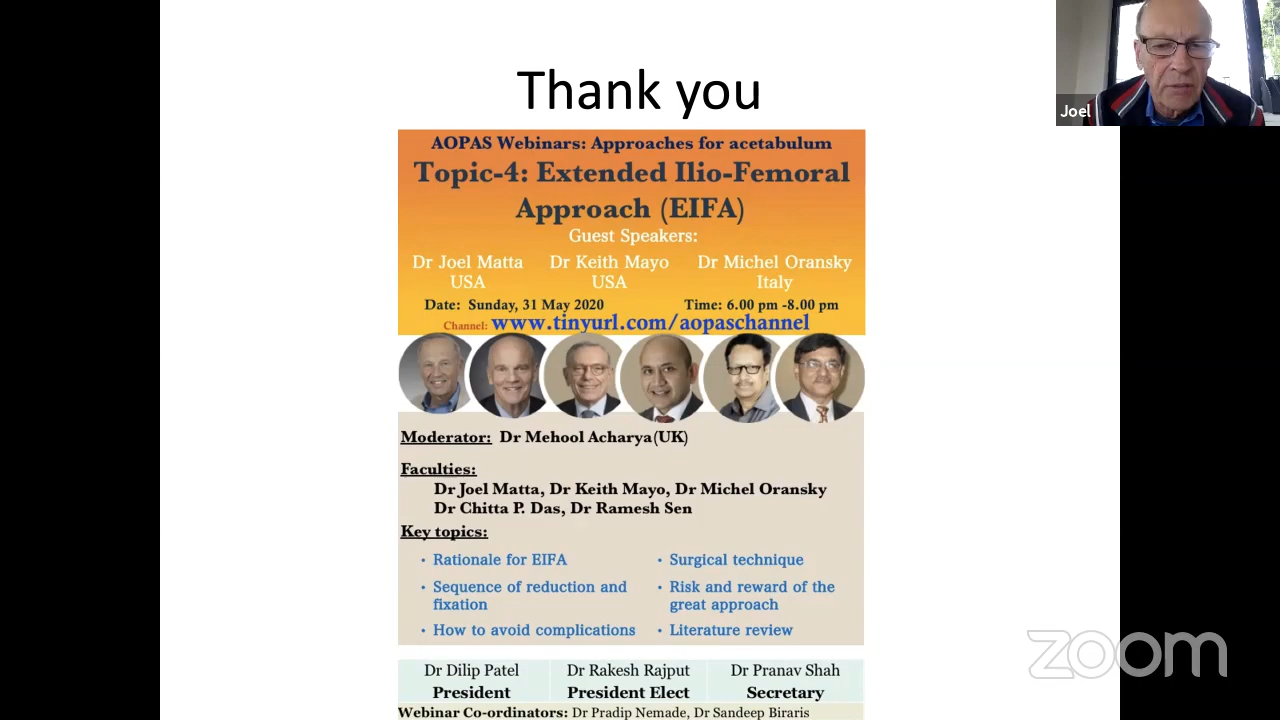 Thank you
Joel
AOPAS Webinars: Approaches for acetabulum
Topic-4: Extended Ilio-Femoral
Approach (EIFA)
Guest Speakers:
Dr Joel Matta Dr Keith Mayo Dr Michel Oransky
USA USA Italy
Date: Sunday, 31 May 2020 Time: 6.00 pm -8.00 pm
Channel: www.tinyurl.com/aopaschannel
Moderator: Dr Mehool Acharya(UK)
Faculties:
Dr Joel Matta, Dr Keith Mayo, Dr Michel Oransky
Dr Chitta P. Das, Dr Ramesh Sen
Key topics:
• Rationale for EIFA
• Sequence of reduction and
fixation
• How to avoid complications
• Surgical technique
• Risk and reward of the
great approach
• Literature review
Dr Dilip Patel Dr Rakesh Rajput Dr Pranav Shah
President President Elect Secretary
Webinar Co-ordinators: Dr Pradip Nemade, Dr Sandeep Biraris
zoom